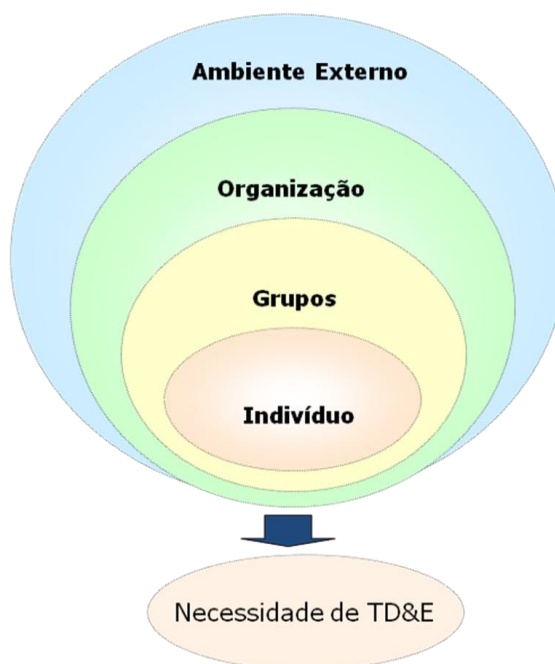 Ambiente Externo
Organização
Grupos
Indivíduo
Necessidade de TD&E